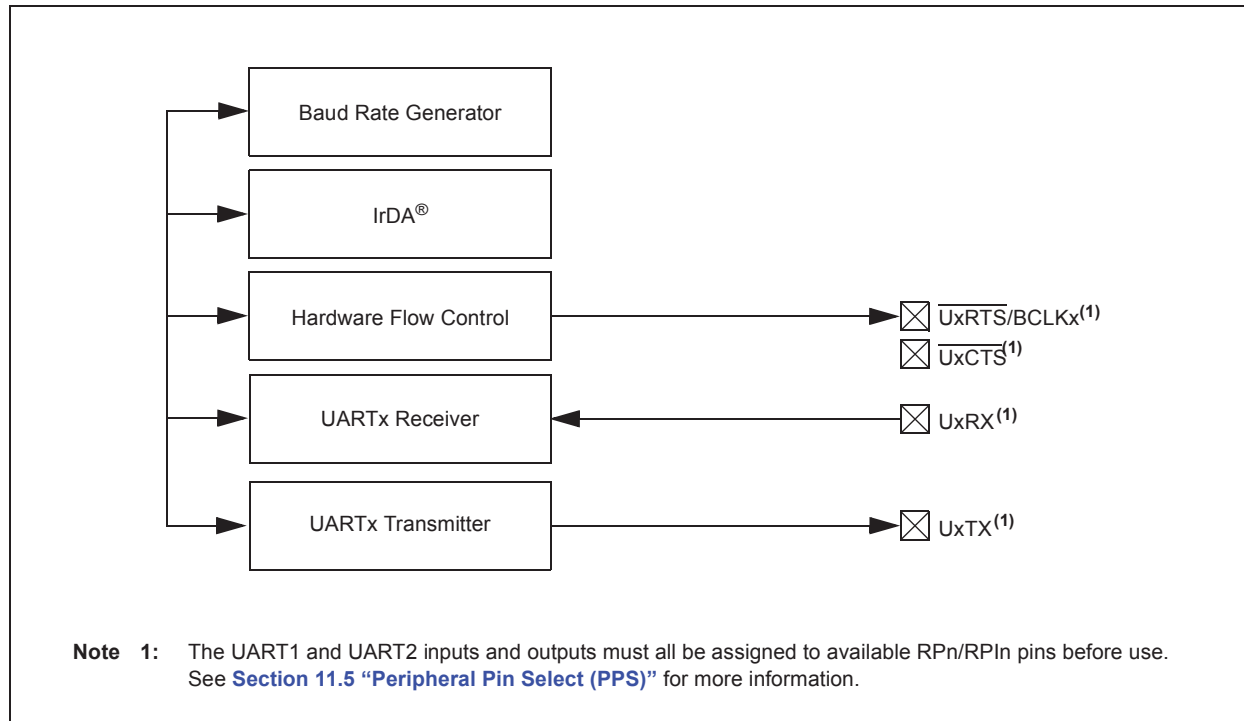 Baud Rate Generator
IrDA®
Hardware Flow Control
UxRTS/BCLKx(1)
UxCTS(1)
UARTx Receiver
UxRX(1)
UARTx Transmitter
UxTX(1)
Note 1: The UART1 and UART2 inputs and outputs must all be assigned to available RPn/RPIn pins before use.
See Section 11.5 “Peripheral Pin Select (PPS)” for more information.